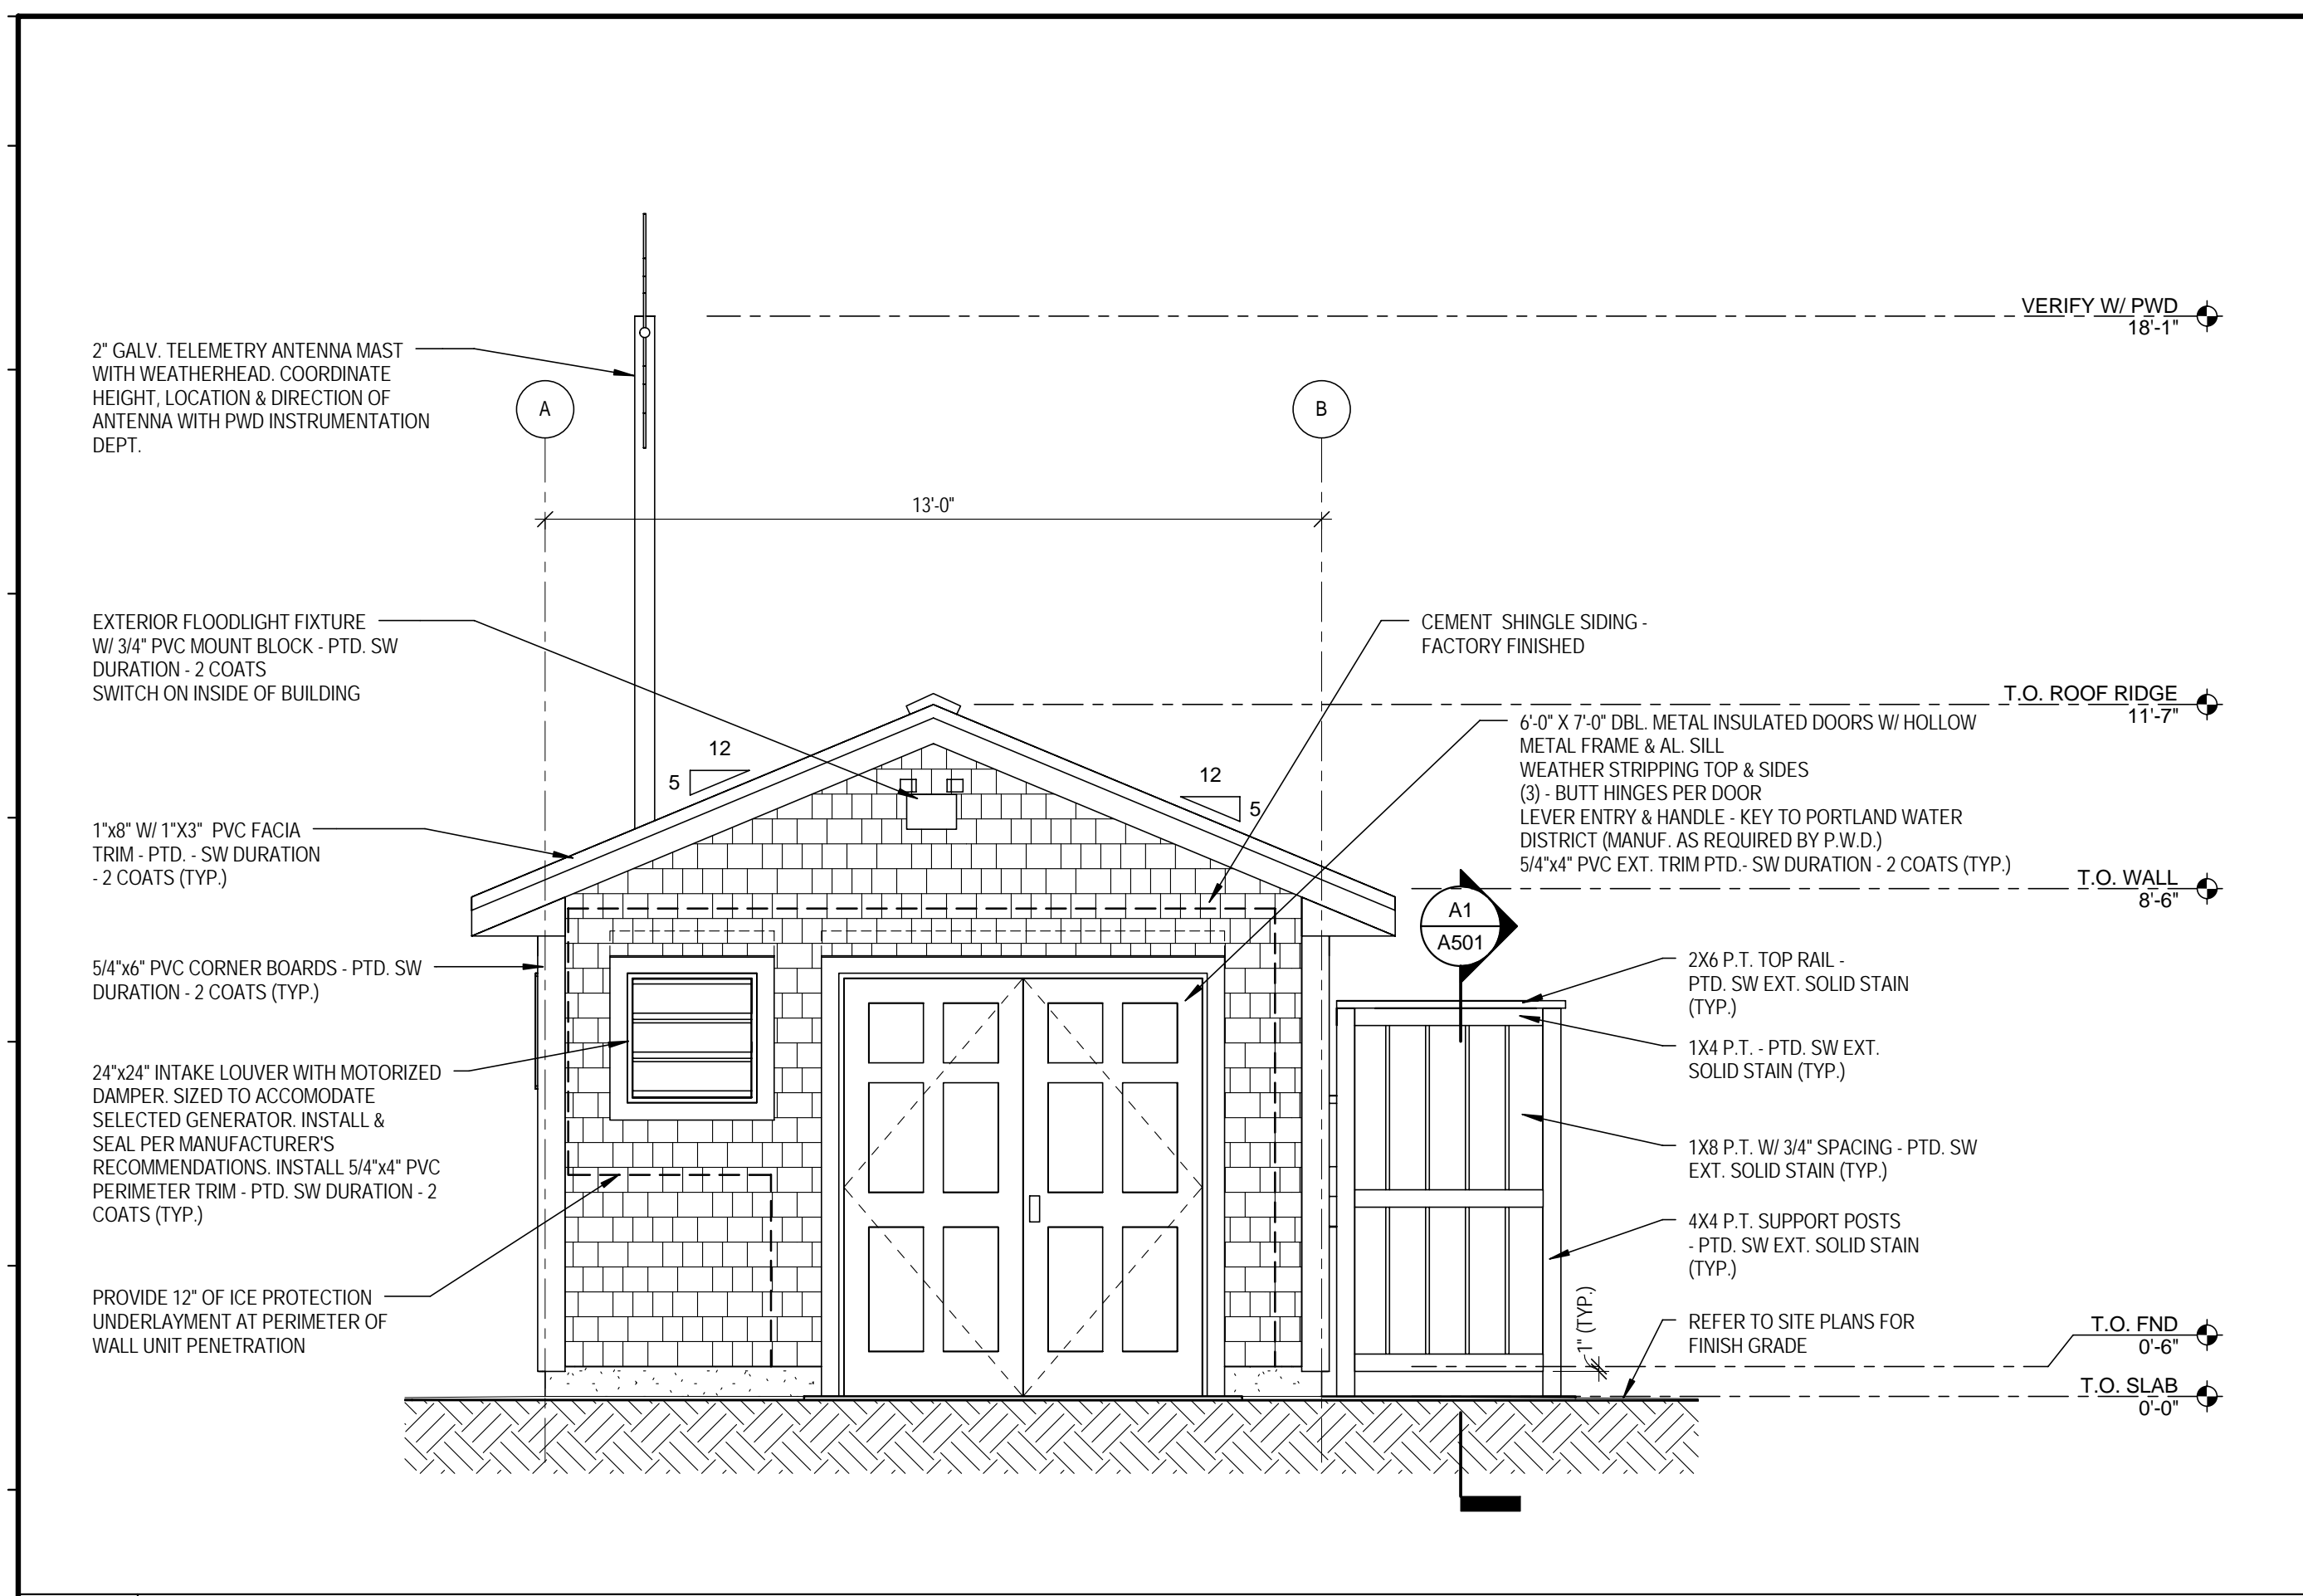 VERIFY W/ PWD
18'-1"
2" GALV. TELEMETRY ANTENNA MAST
WITH WEATHERHEAD. COORDINATE
HEIGHT, LOCATION & DIRECTION OF
ANTENNA WITH PWD INSTRUMENTATION
DEPT.
A
B
13'-0"
EXTERIOR FLOODLIGHT FIXTURE
W/ 3/4" PVC MOUNT BLOCK - PTD. SW
DURATION - 2 COATS
SWITCH ON INSIDE OF BUILDING
CEMENT  SHINGLE SIDING -
FACTORY FINISHED
T.O. ROOF RIDGE
11'-7"
6'-0" X 7'-0" DBL. METAL INSULATED DOORS W/ HOLLOW
METAL FRAME & AL. SILL
WEATHER STRIPPING TOP & SIDES
(3) - BUTT HINGES PER DOOR
LEVER ENTRY & HANDLE - KEY TO PORTLAND WATER
DISTRICT (MANUF. AS REQUIRED BY P.W.D.)
5/4"x4" PVC EXT. TRIM PTD.- SW DURATION - 2 COATS (TYP.)
12
5
12
5
1"x8" W/ 1"X3"  PVC FACIA
TRIM - PTD. - SW DURATION
- 2 COATS (TYP.)
T.O. WALL
8'-6"
A1
A501
5/4"x6" PVC CORNER BOARDS - PTD. SW
DURATION - 2 COATS (TYP.)
2X6 P.T. TOP RAIL -
PTD. SW EXT. SOLID STAIN
(TYP.)
1X4 P.T. - PTD. SW EXT.
SOLID STAIN (TYP.)
24"x24" INTAKE LOUVER WITH MOTORIZED
DAMPER. SIZED TO ACCOMODATE
SELECTED GENERATOR. INSTALL &
SEAL PER MANUFACTURER'S
RECOMMENDATIONS. INSTALL 5/4"x4" PVC
PERIMETER TRIM - PTD. SW DURATION - 2
COATS (TYP.)
1X8 P.T. W/ 3/4" SPACING - PTD. SW
EXT. SOLID STAIN (TYP.)
4X4 P.T. SUPPORT POSTS
- PTD. SW EXT. SOLID STAIN
(TYP.)
PROVIDE 12" OF ICE PROTECTION
UNDERLAYMENT AT PERIMETER OF
WALL UNIT PENETRATION
1" (TYP.)
REFER TO SITE PLANS FOR
FINISH GRADE
T.O. FND
0'-6"
T.O. SLAB
0'-0"